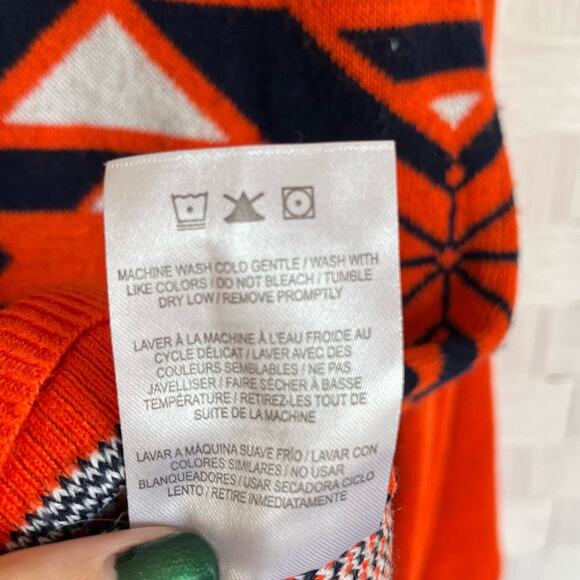 MACHINE WASH COLD GENTLE / WASH WITH
LIKE COLORS / DO NOT BLEACH / TUMBLE
DRY LOW / REMOVE PROMPTLY
LAVER À LA MACHINE À L'EAU FROIDE AU
CYCLE DÉLICAT / LAVER AVEC DES
COULEURS SEMBLABLES / NE PAS
JAVELLISER / FAIRE SÉCHER À BASSE
TEMPÉRATURE / RETIREZ-LES TOUT DE
SUITE DE LA MACHINE
LAVAR A MÁQUINA SUAVE FRÍO / LAVAR CON
COLORES SIMILARES / NO USAR
BLANQUEADORES / USAR SECADORA CICLO
LENTO / RETIRE INMEDIATAMENTE